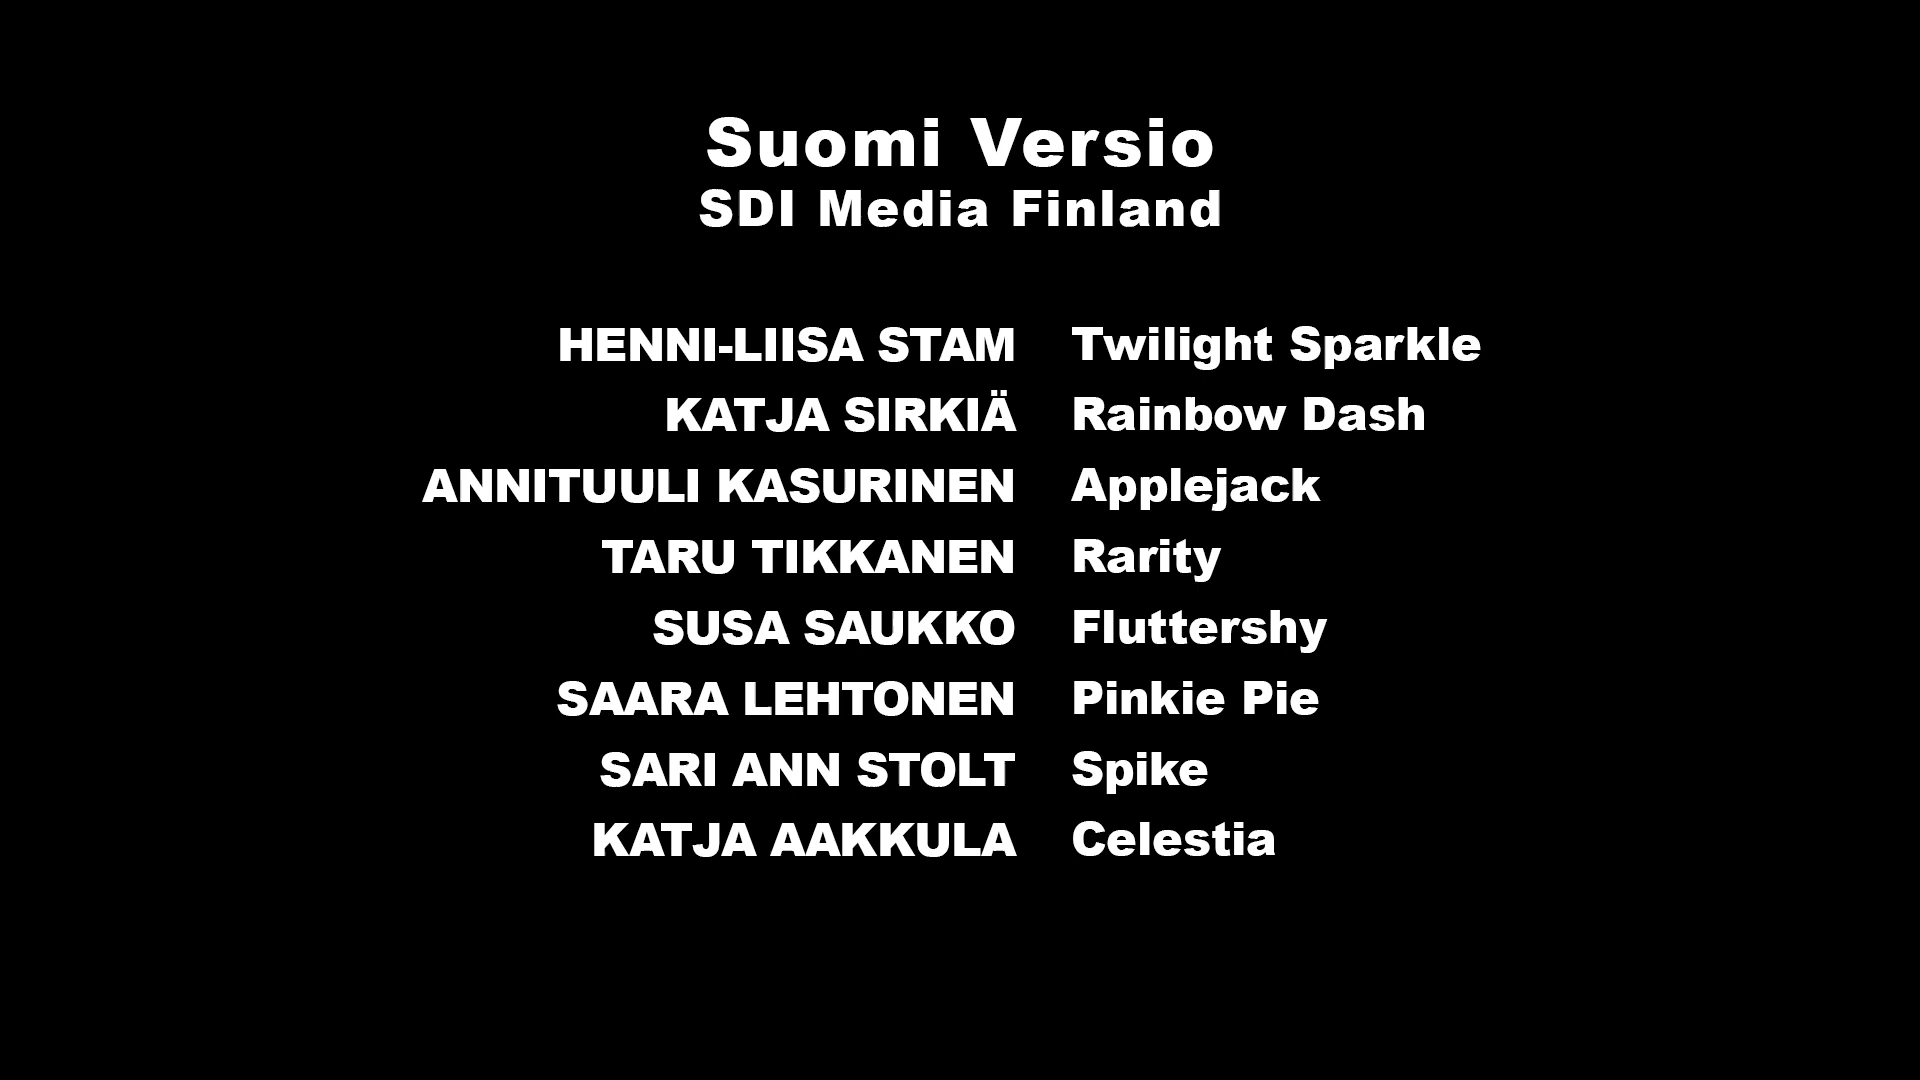 Suomi Versio
SDI Media Finland
HENNI-LIISA STAM Twilight Sparkle
KATJA SIRKIÄ Rainbow Dash
ANNITUULI KASURINEN Applejack
TARU TIKKANEN Rarity
SUSA SAUKKO Fluttershy
SAARA LEHTONEN Pinkie Pie
SARI ANN STOLT Spike
KATJA AAKKULA Celestia